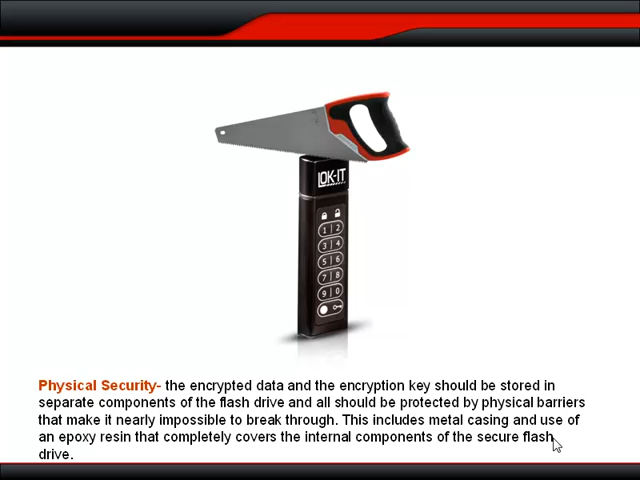 LOK-IT
1 | 2
3 | 4
5 | 6
7 | 8
9 | 0
Physical Security- the encrypted data and the encryption key should be stored in
separate components of the flash drive and all should be protected by physical barriers
that make it nearly impossible to break through. This includes metal casing and use of
an epoxy resin that completely covers the internal components of the secure flash
drive.